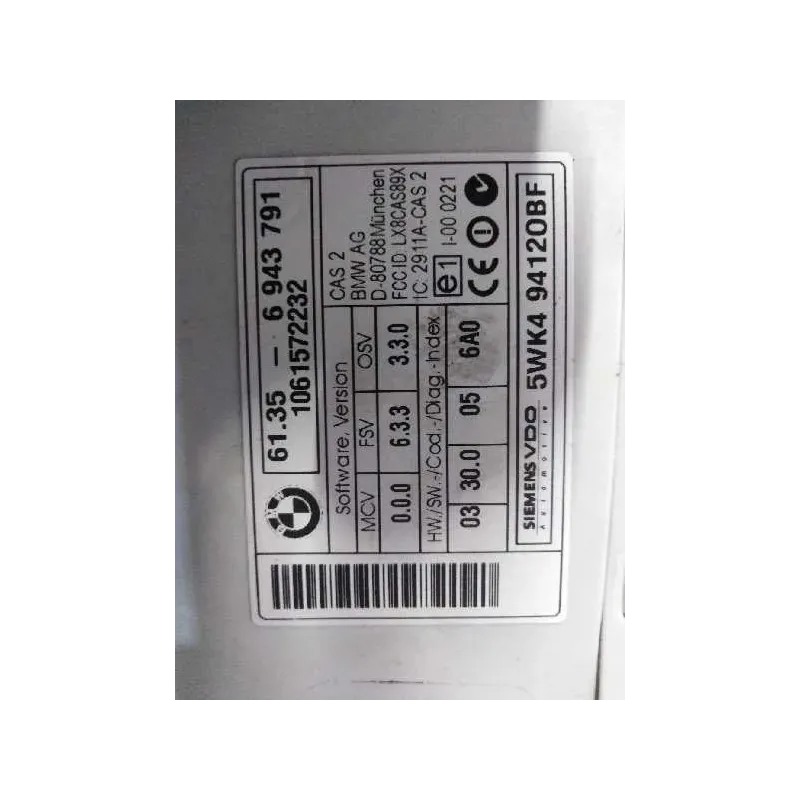 BMW
61.35 – 6 943 791
1061572232
Software, Version
MCV FSV OSV
0.0.0 6.3.3 3.3.0
HW./SW.-/Cod.-/Diag.-Index
03 30.0 05 6A0
CAS 2
BMW AG
D-80788 München
FCC ID: LX8CAS89X
IC: 2911A-CAS 2
e1 I-00 0221
CE
SIEMENS VDO
Automotive
5WK4 94120BF